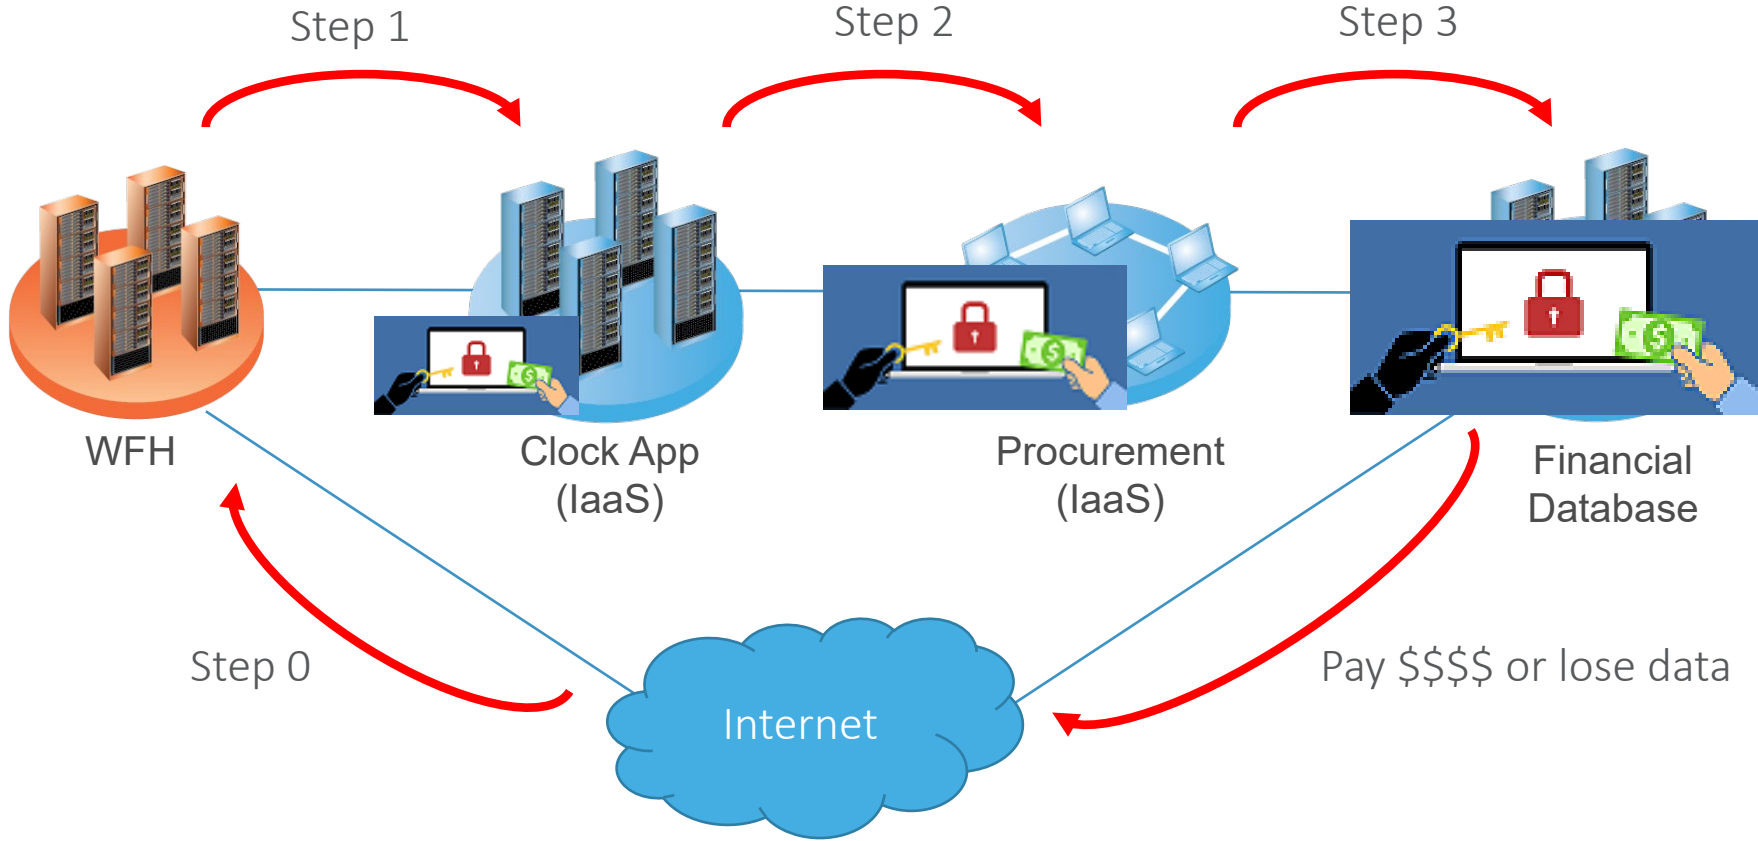 Step 1
Step 2
Step 3
WFH
Clock App
(IaaS)
Procurement
(IaaS)
Financial
Database
Step 0
Internet
Pay $$$$ or lose data